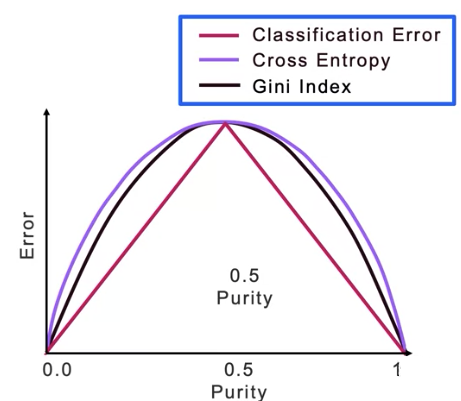 Classification Error
Cross Entropy
Gini Index
Error
0.5
Purity
0.0
0.5
1
Purity